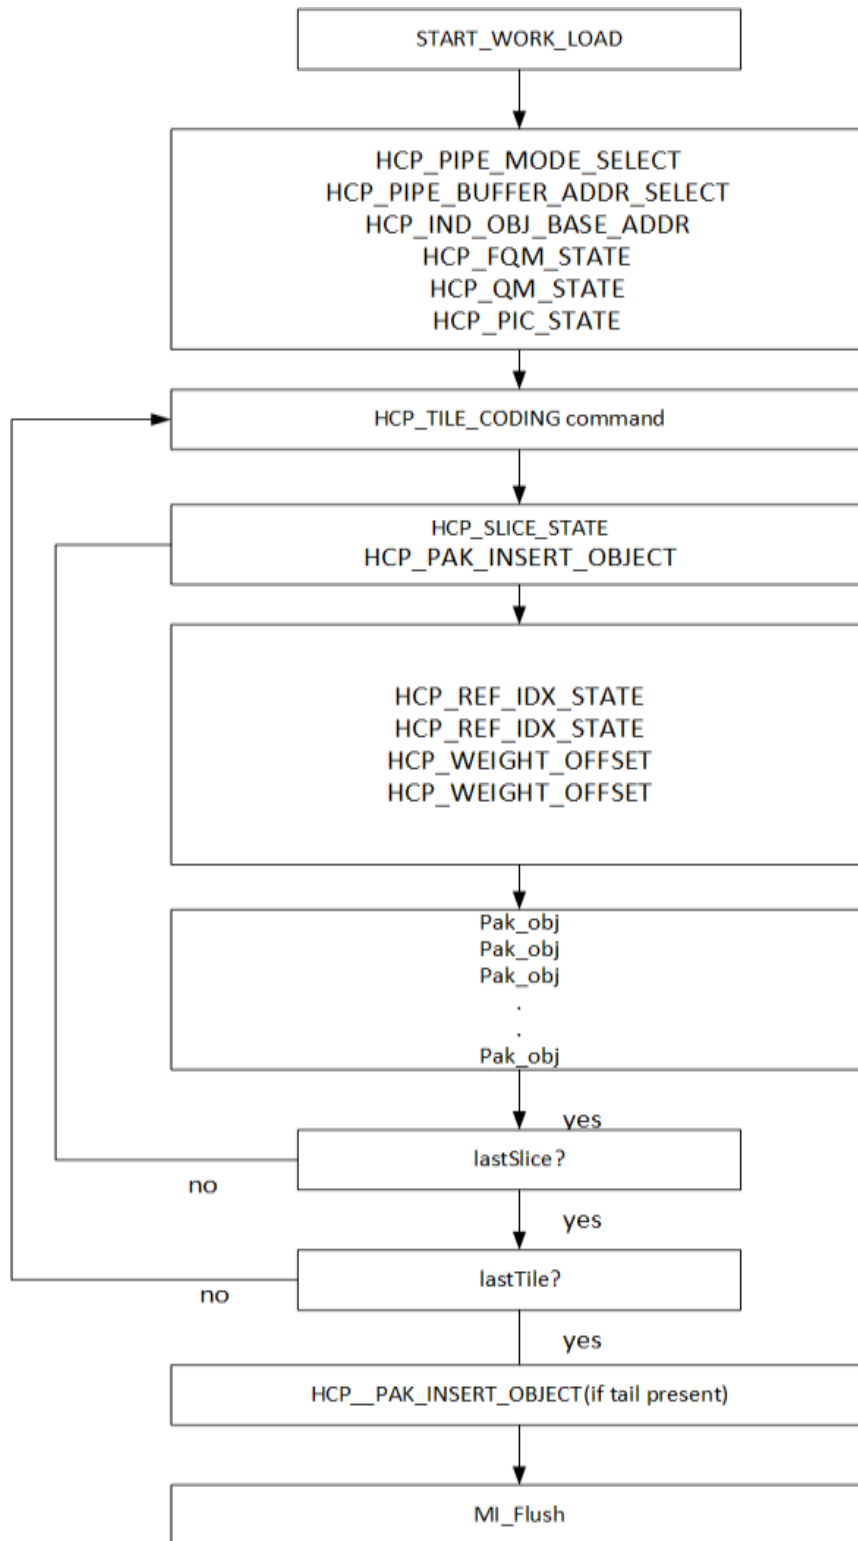 START_WORK_LOAD
HCP_PIPE_MODE_SELECT
HCP_PIPE_BUFFER_ADDR_SELECT
HCP_IND_OBJ_BASE_ADDR
HCP_FQM_STATE
HCP_QM_STATE
HCP_PIC_STATE
HCP_TILE_CODING command
HCP_SLICE_STATE
HCP_PAK_INSERT_OBJECT
HCP_REF_IDX_STATE
HCP_REF_IDX_STATE
HCP_WEIGHT_OFFSET
HCP_WEIGHT_OFFSET
Pak_obj
Pak_obj
Pak_obj
.
.
Pak_obj
yes
lastSlice?
no
yes
lastTile?
no
yes
HCP__PAK_INSERT_OBJECT(if tail present)
MI_Flush